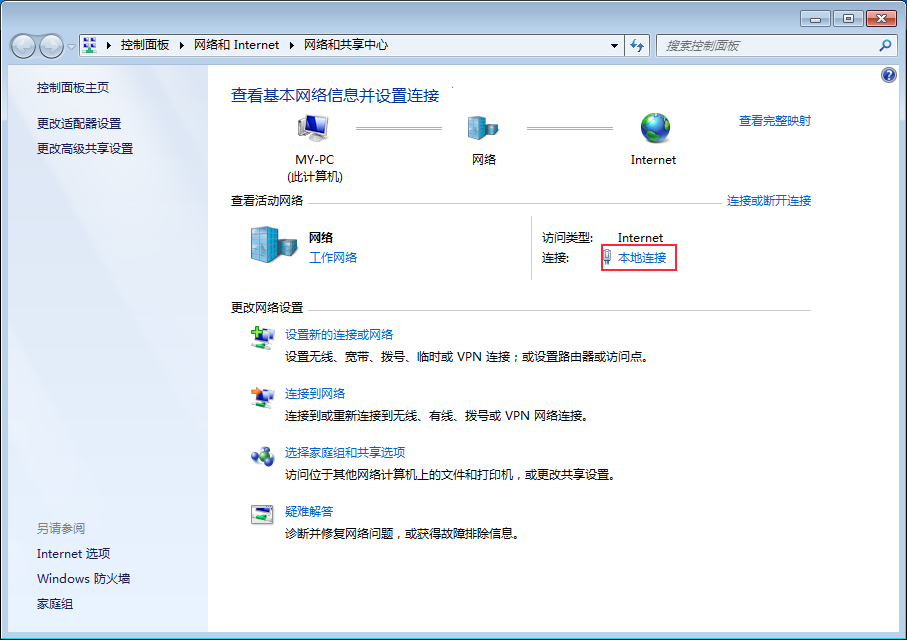 控制面板 网络和 Internet 网络和共享中心
搜索控制面板
控制面板主页
更改适配器设置
更改高级共享设置
查看基本网络信息并设置连接
查看完整映射
MY-PC
(此计算机)
网络
Internet
查看活动网络
连接或断开连接
网络
工作网络
访问类型: Internet
连接: 本地连接
更改网络设置
设置新的连接或网络
设置无线、宽带、拨号、临时或 VPN 连接；或设置路由器或访问点。
连接到网络
连接到或重新连接到无线、有线、拨号或 VPN 网络连接。
选择家庭组和共享选项
访问位于其他网络计算机上的文件和打印机，或更改共享设置。
疑难解答
诊断并修复网络问题，或获得故障排除信息。
另请参阅
Internet 选项
Windows 防火墙
家庭组